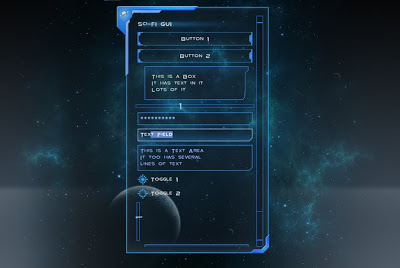 Sci-Fi GUI
Button 1
Button 2
This is a Box
It has text in it
Lots of it
1
**********
Text Field
This is a Text Area
It too has several
lines of text
Toggle 1
Toggle 2